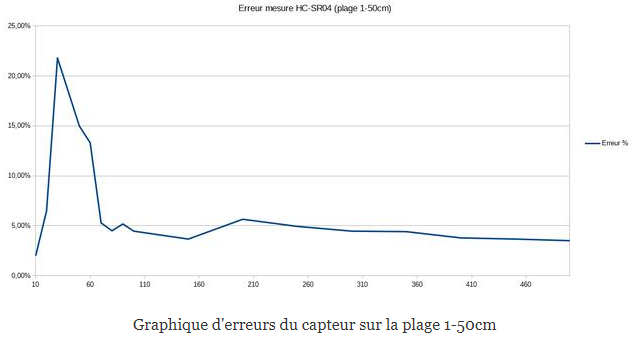 Erreur mesure HC-SR04 (plage 1-50cm)
25,00%
20,00%
15,00%
10,00%
5,00%
0,00%
10 60 110 160 210 260 310 360 410 460
Erreur %
Graphique d'erreurs du capteur sur la plage 1-50cm